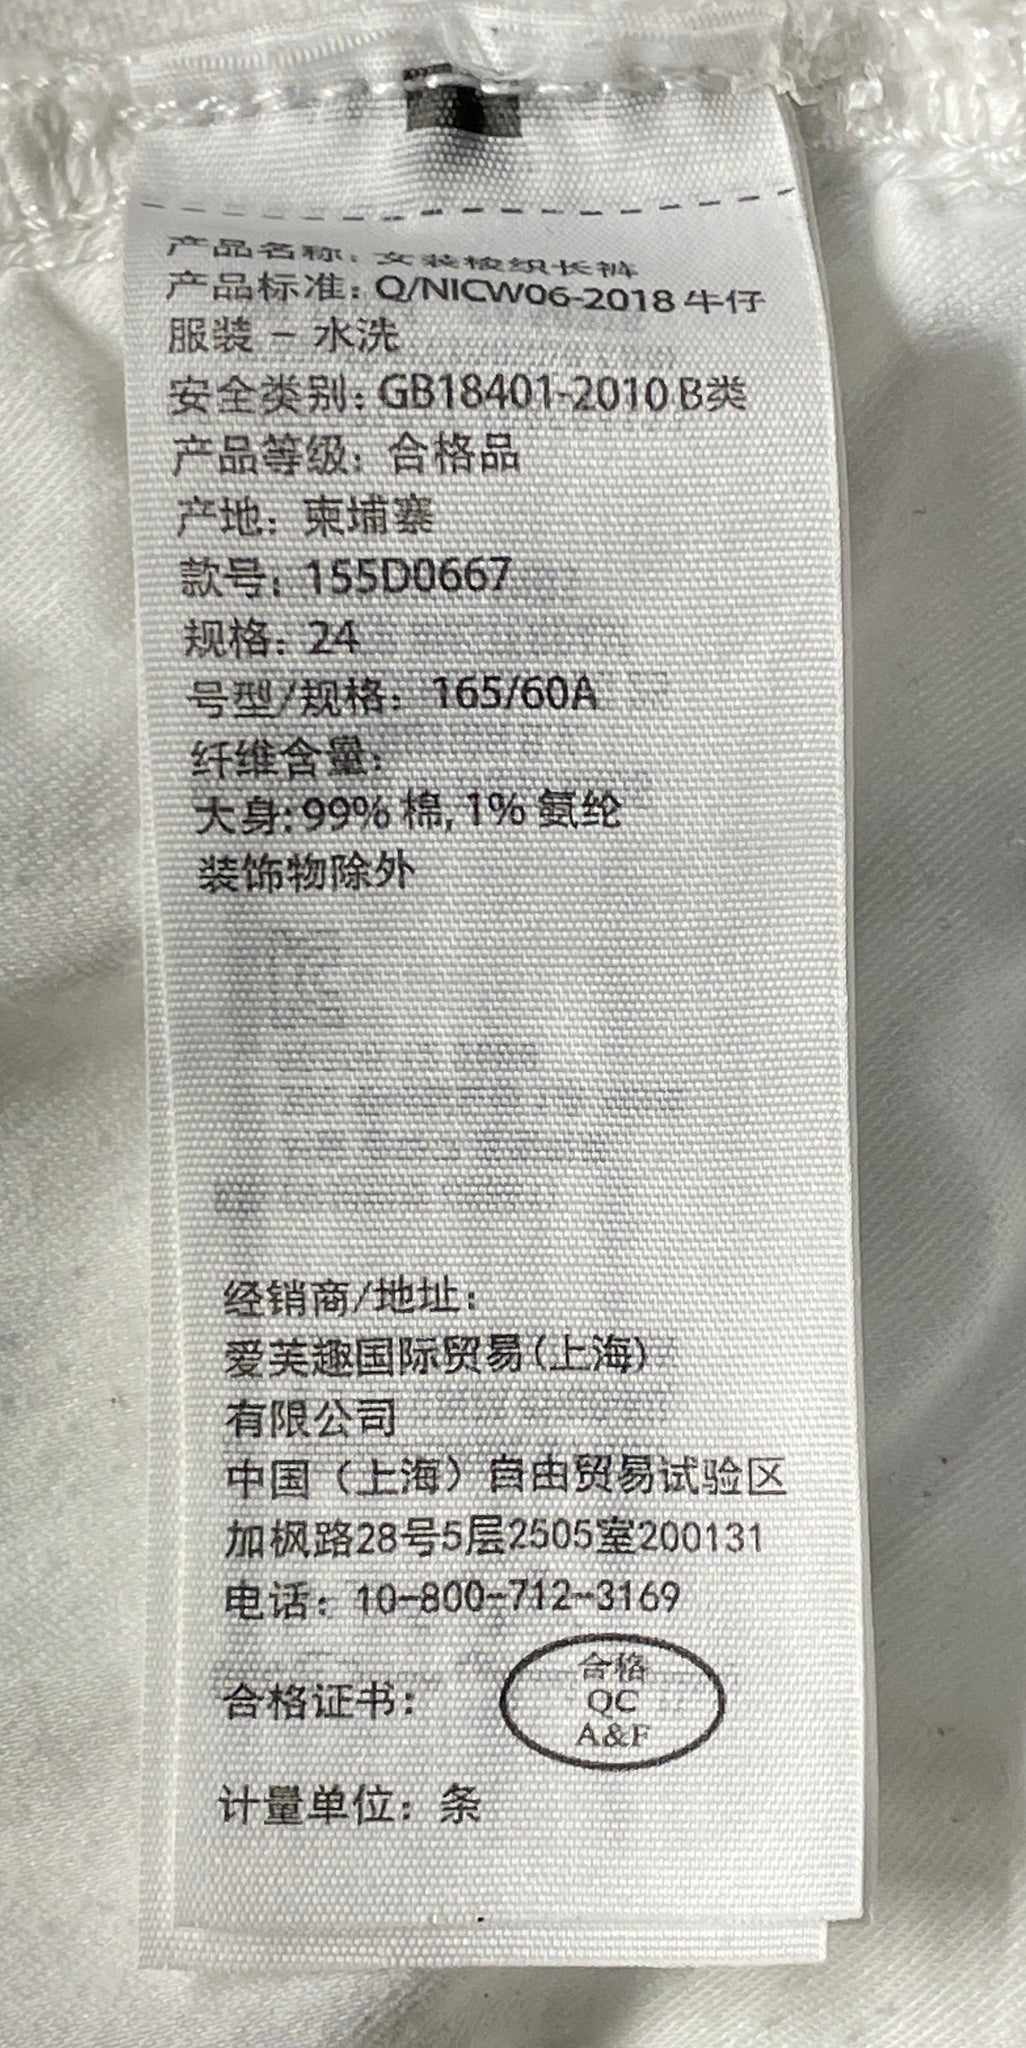 产品名称：女装梭织长裤
产品标准：Q/NICW06-2018 牛仔
服装 - 水洗
安全类别：GB18401-2010 B类
产品等级：合格品
产地：柬埔寨
款号：155D0667
规格：24
号型/规格：165/60A
纤维含量：
大身:99% 棉, 1% 氨纶
装饰物除外
经销商/地址：
爱芙趣国际贸易(上海)
有限公司
中国（上海）自由贸易试验区
加枫路28号5层2505室200131
电话：10-800-712-3169
合格
QC
A&F
合格证书：
计量单位：条